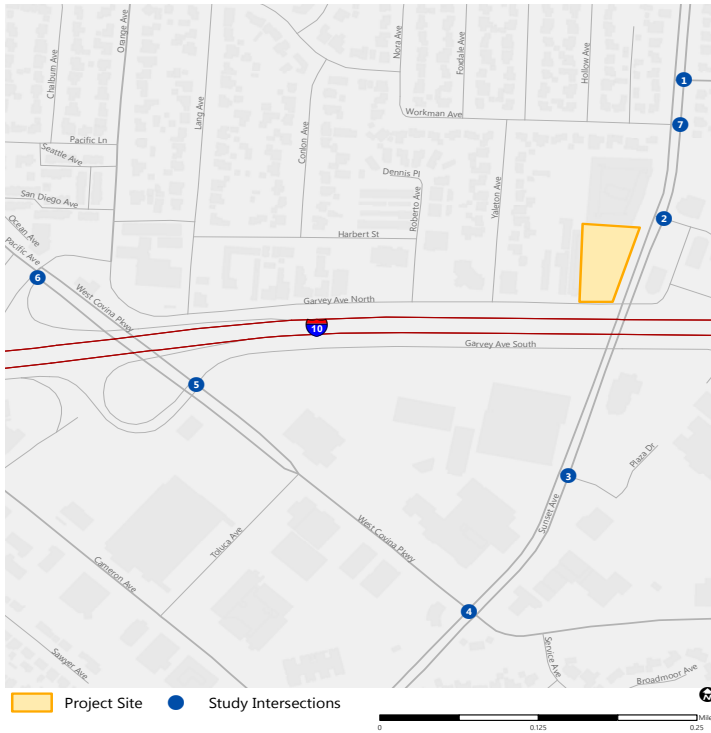 Chalburn Ave
Orange Ave
Lang Ave
Conlon Ave
Nora Ave
Foxdale Ave
Hollow Ave
1
Workman Ave
7
Pacific Ln
Seattle Ave
Dennis Pl
Roberto Ave
Yaleton Ave
San Diego Ave
Ocean Ave
Pacific Ave
2
Harbert St
6
West Covina Pkwy
Garvey Ave North
10
Garvey Ave South
5
Plaza Dr
3
Sunset Ave
Toluca Ave
West Covina Pkwy
Cameron Ave
4
Sawyer Ave
Service Ave
Broadmoor Ave
Project Site
Study Intersections
N
Mile
0
0.125
0.25